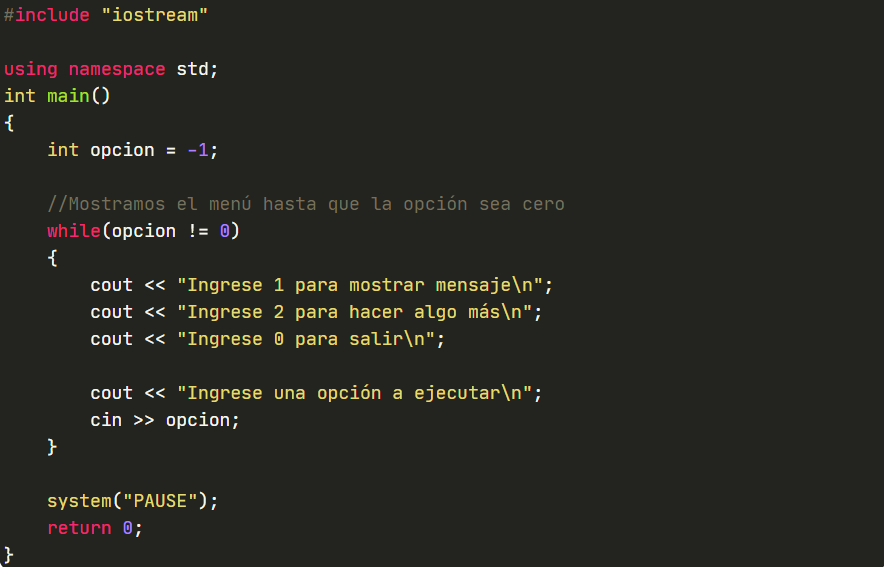 #include "iostream"
using namespace std;
int main()
{
    int opcion = -1;
    //Mostramos el menú hasta que la opción sea cero
    while(opcion != 0)
    {
        cout << "Ingrese 1 para mostrar mensaje\n";
        cout << "Ingrese 2 para hacer algo más\n";
        cout << "Ingrese 0 para salir\n";
        cout << "Ingrese una opción a ejecutar\n";
        cin >> opcion;
    }
    system("PAUSE");
    return 0;
}